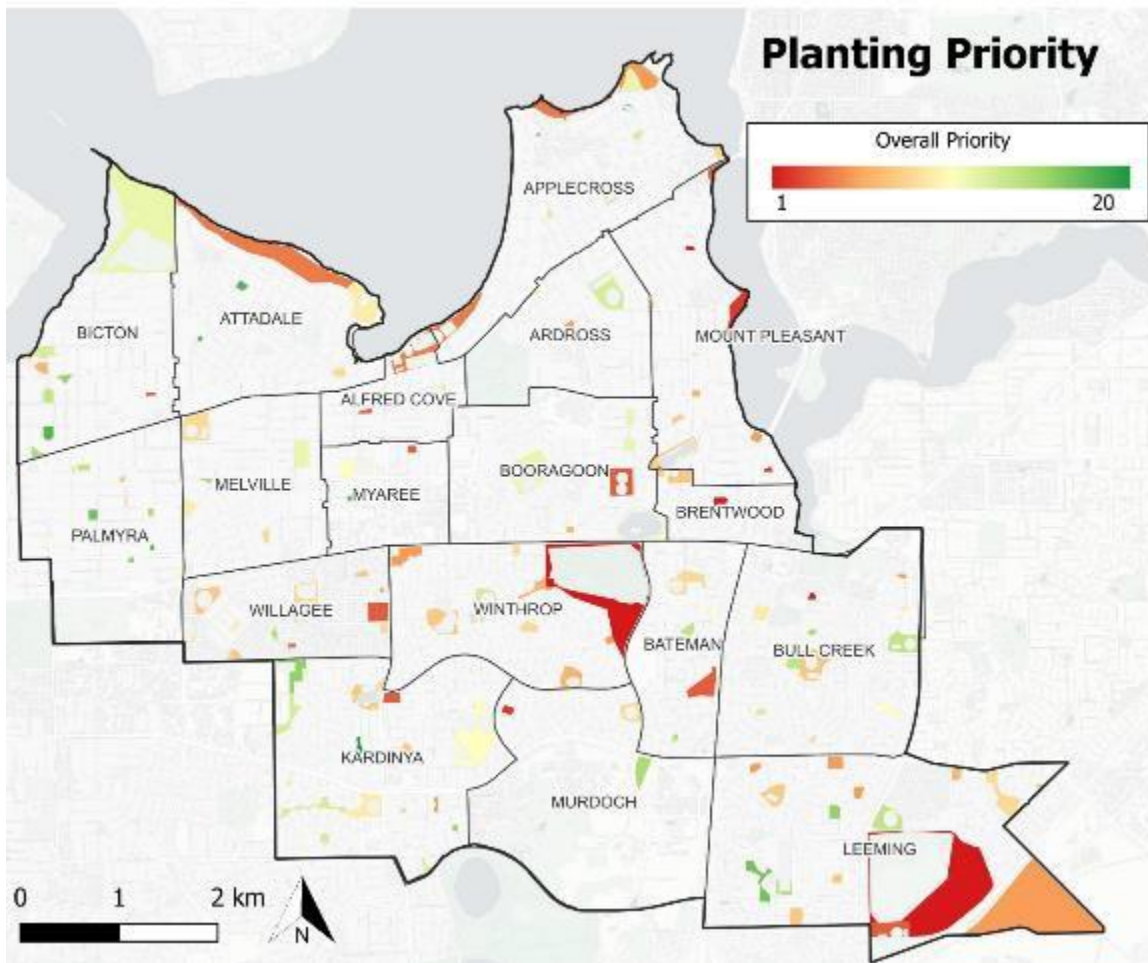 Planting Priority
Overall Priority
1 20
APPLECROSS
BICTON
ATTADALE
ARDROSS
MOUNT PLEASANT
ALFRED COVE
MELVILLE
MYAREE
BOORAGOON
BRENTWOOD
PALMYRA
WILLAGEE
WINTHROP
BATEMAN
BULL CREEK
KARDINYA
MURDOCH
LEEMING
0 1 2 km
N